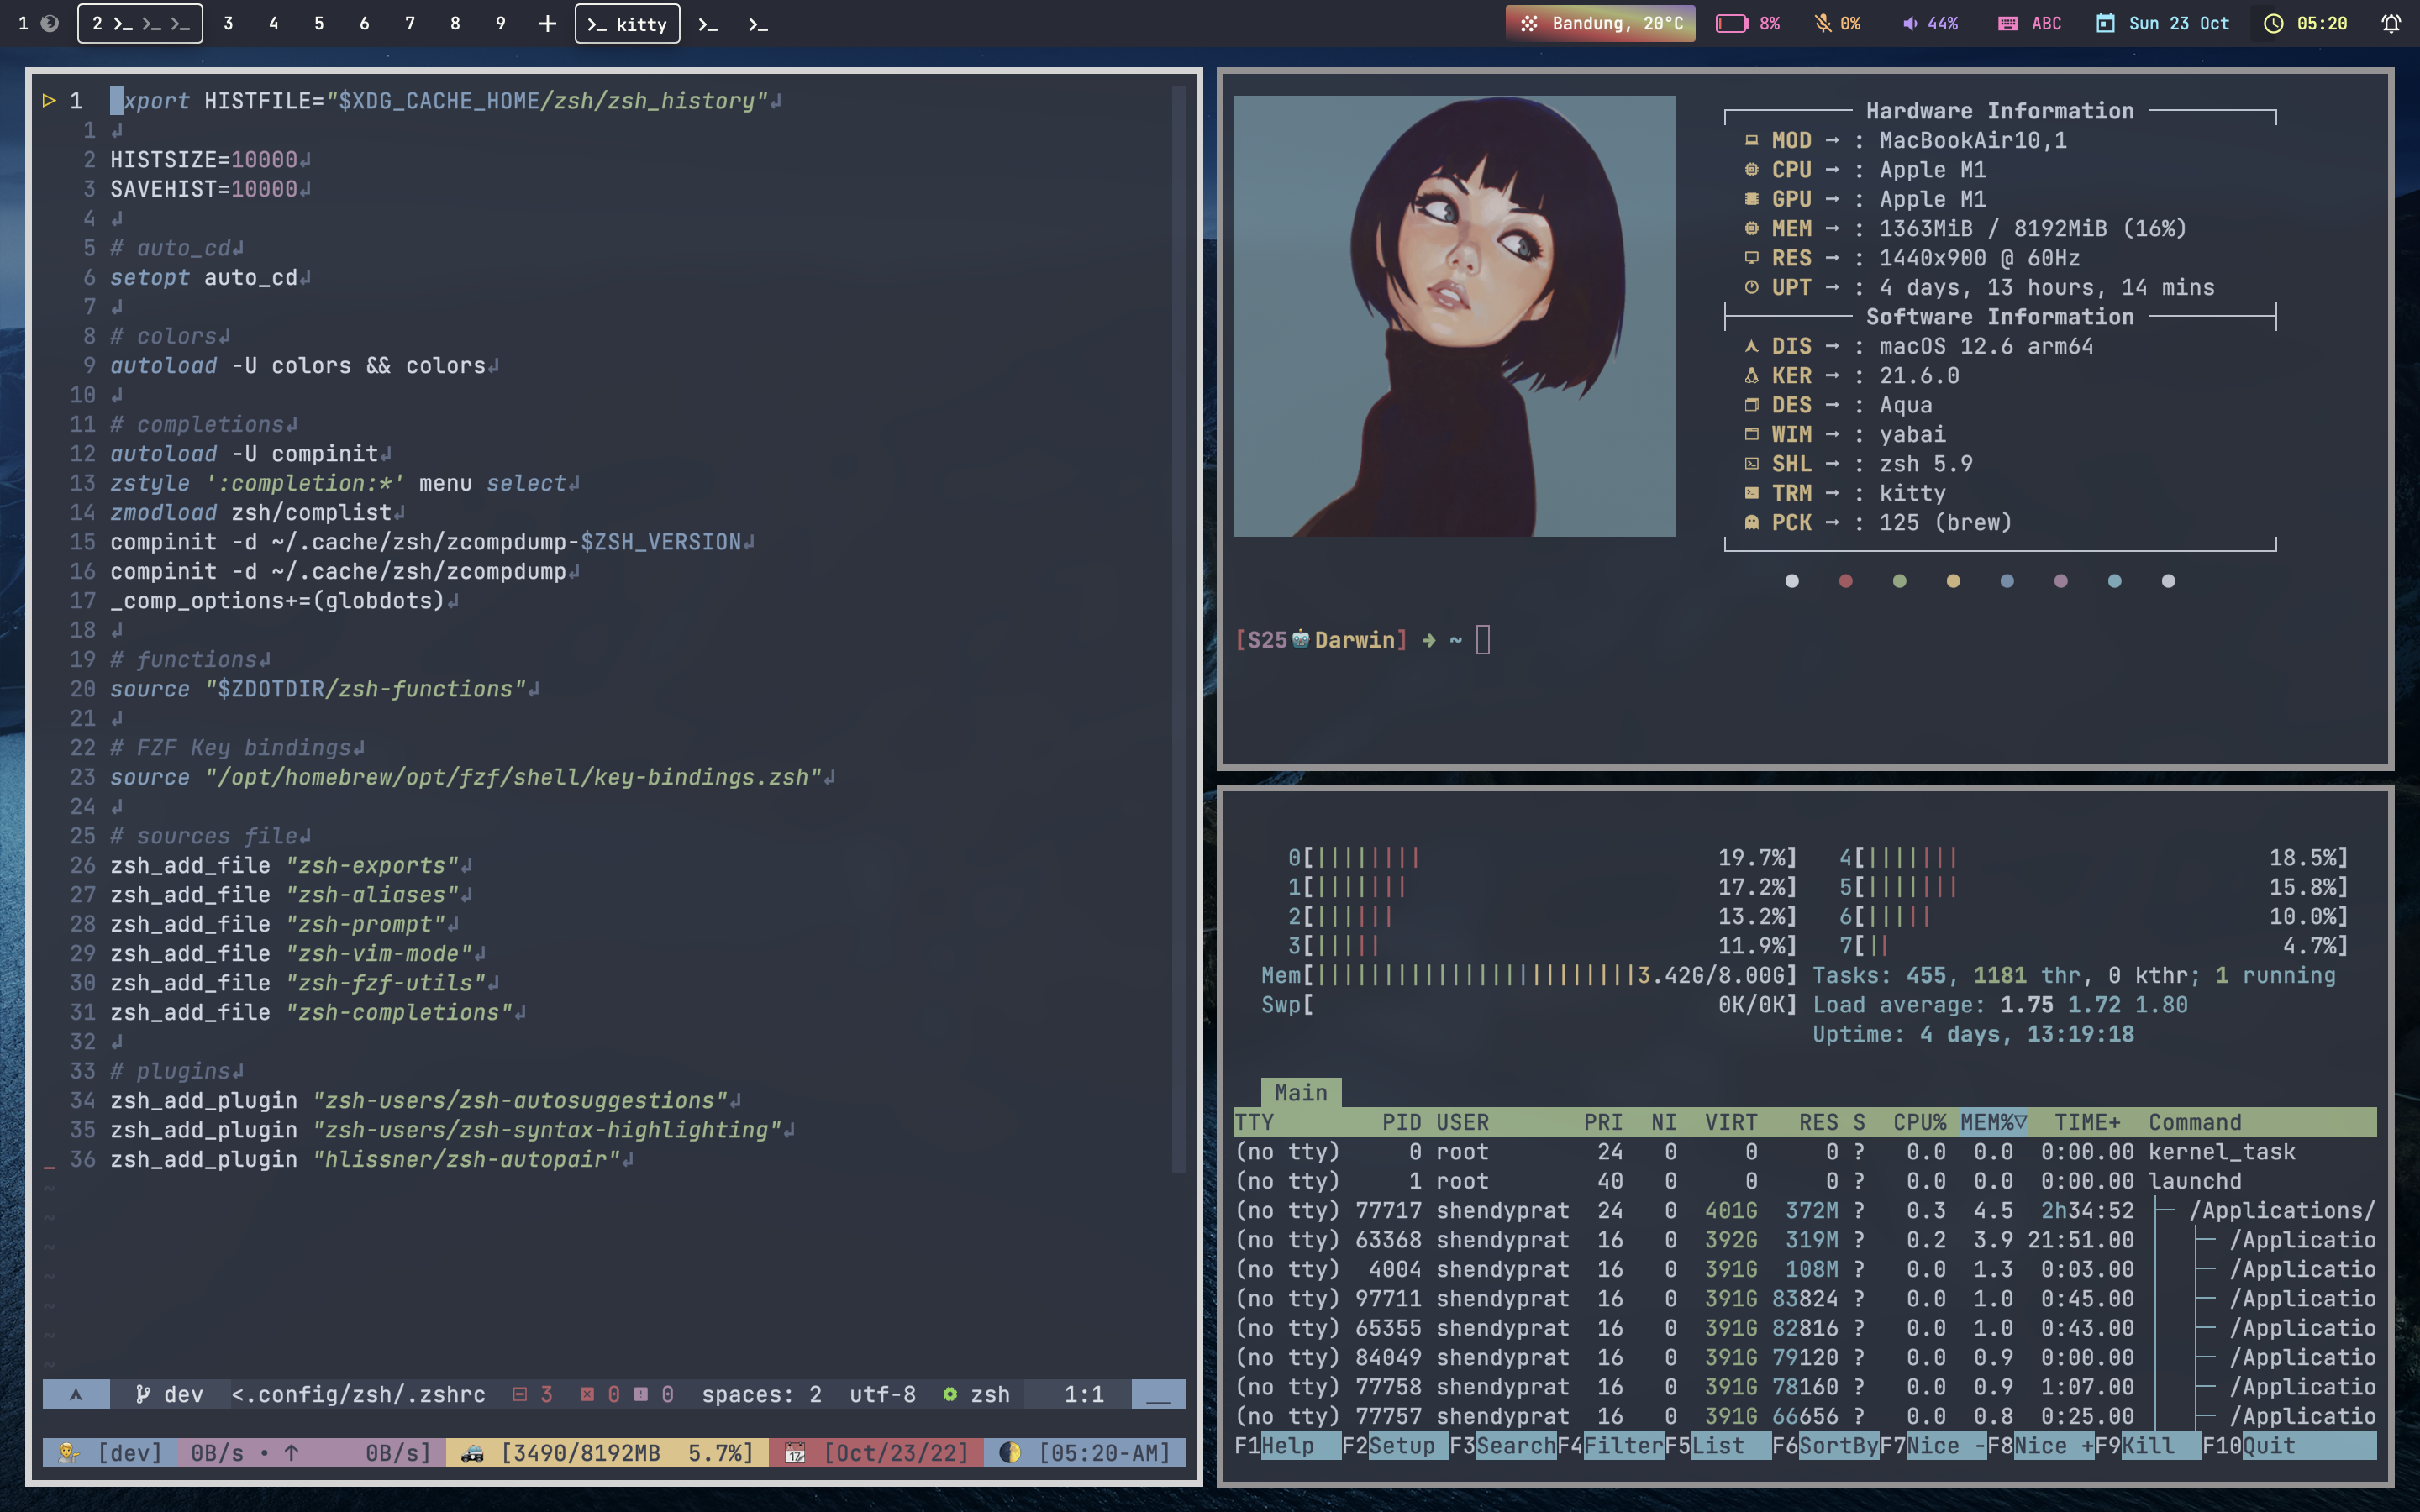 1 2 3 4 5 6 7 8 9 + kitty Bandung, 20°C 8% 0% 44% ABC Sun 23 Oct 05:20
1 xport HISTFILE="$XDG_CACHE_HOME/zsh/zsh_history"
1
2 HISTSIZE=10000
3 SAVEHIST=10000
4
5 # auto_cd
6 setopt auto_cd
7
8 # colors
9 autoload -U colors && colors
10
11 # completions
12 autoload -U compinit
13 zstyle ':completion:*' menu select
14 zmodload zsh/complist
15 compinit -d ~/.cache/zsh/zcompdump-$ZSH_VERSION
16 compinit -d ~/.cache/zsh/zcompdump
17 _comp_options+=(globdots)
18
19 # functions
20 source "$ZDOTDIR/zsh-functions"
21
22 # FZF Key bindings
23 source "/opt/homebrew/opt/fzf/shell/key-bindings.zsh"
24
25 # sources file
26 zsh_add_file "zsh-exports"
27 zsh_add_file "zsh-aliases"
28 zsh_add_file "zsh-prompt"
29 zsh_add_file "zsh-vim-mode"
30 zsh_add_file "zsh-fzf-utils"
31 zsh_add_file "zsh-completions"
32
33 # plugins
34 zsh_add_plugin "zsh-users/zsh-autosuggestions"
35 zsh_add_plugin "zsh-users/zsh-syntax-highlighting"
36 zsh_add_plugin "hlissner/zsh-autopair"
~
~
~
~
~
~
~
dev <.config/zsh/.zshrc 3 0 0 spaces: 2 utf-8 zsh 1:1
[dev] 0B/s • ↑ 0B/s] [3490/8192MB 5.7%] [Oct/23/22] [05:20-AM]
Hardware Information
MOD → : MacBookAir10,1
CPU → : Apple M1
GPU → : Apple M1
MEM → : 1363MiB / 8192MiB (16%)
RES → : 1440x900 @ 60Hz
UPT → : 4 days, 13 hours, 14 mins
Software Information
DIS → : macOS 12.6 arm64
KER → : 21.6.0
DES → : Aqua
WIM → : yabai
SHL → : zsh 5.9
TRM → : kitty
PCK → : 125 (brew)
[S25🤖Darwin] → ~
0[|||||||| 19.7%] 4[||||||| 18.5%]
1[||||||| 17.2%] 5[||||||| 15.8%]
2[|||||| 13.2%] 6[||||| 10.0%]
3[||||| 11.9%] 7[|| 4.7%]
Mem[||||||||||||||||||||||||3.42G/8.00G] Tasks: 455, 1181 thr, 0 kthr; 1 running
Swp[ 0K/0K] Load average: 1.75 1.72 1.80
Uptime: 4 days, 13:19:18
Main
TTY PID USER PRI NI VIRT RES S CPU% MEM%▽ TIME+ Command
(no tty) 0 root 24 0 0 0 ? 0.0 0.0 0:00.00 kernel_task
(no tty) 1 root 40 0 0 0 ? 0.0 0.0 0:00.00 launchd
(no tty) 77717 shendyprat 24 0 401G 372M ? 0.3 4.5 2h34:52 /Applications/
(no tty) 63368 shendyprat 16 0 392G 319M ? 0.2 3.9 21:51.00 /Applicatio
(no tty) 4004 shendyprat 16 0 391G 108M ? 0.0 1.3 0:03.00 /Applicatio
(no tty) 97711 shendyprat 16 0 391G 83824 ? 0.0 1.0 0:45.00 /Applicatio
(no tty) 65355 shendyprat 16 0 391G 82816 ? 0.0 1.0 0:43.00 /Applicatio
(no tty) 84049 shendyprat 16 0 391G 79120 ? 0.0 0.9 0:00.00 /Applicatio
(no tty) 77758 shendyprat 16 0 391G 78160 ? 0.0 0.9 1:07.00 /Applicatio
(no tty) 77757 shendyprat 16 0 391G 66656 ? 0.0 0.8 0:25.00 /Applicatio
F1Help F2Setup F3SearchF4FilterF5List F6SortByF7Nice -F8Nice +F9Kill F10Quit